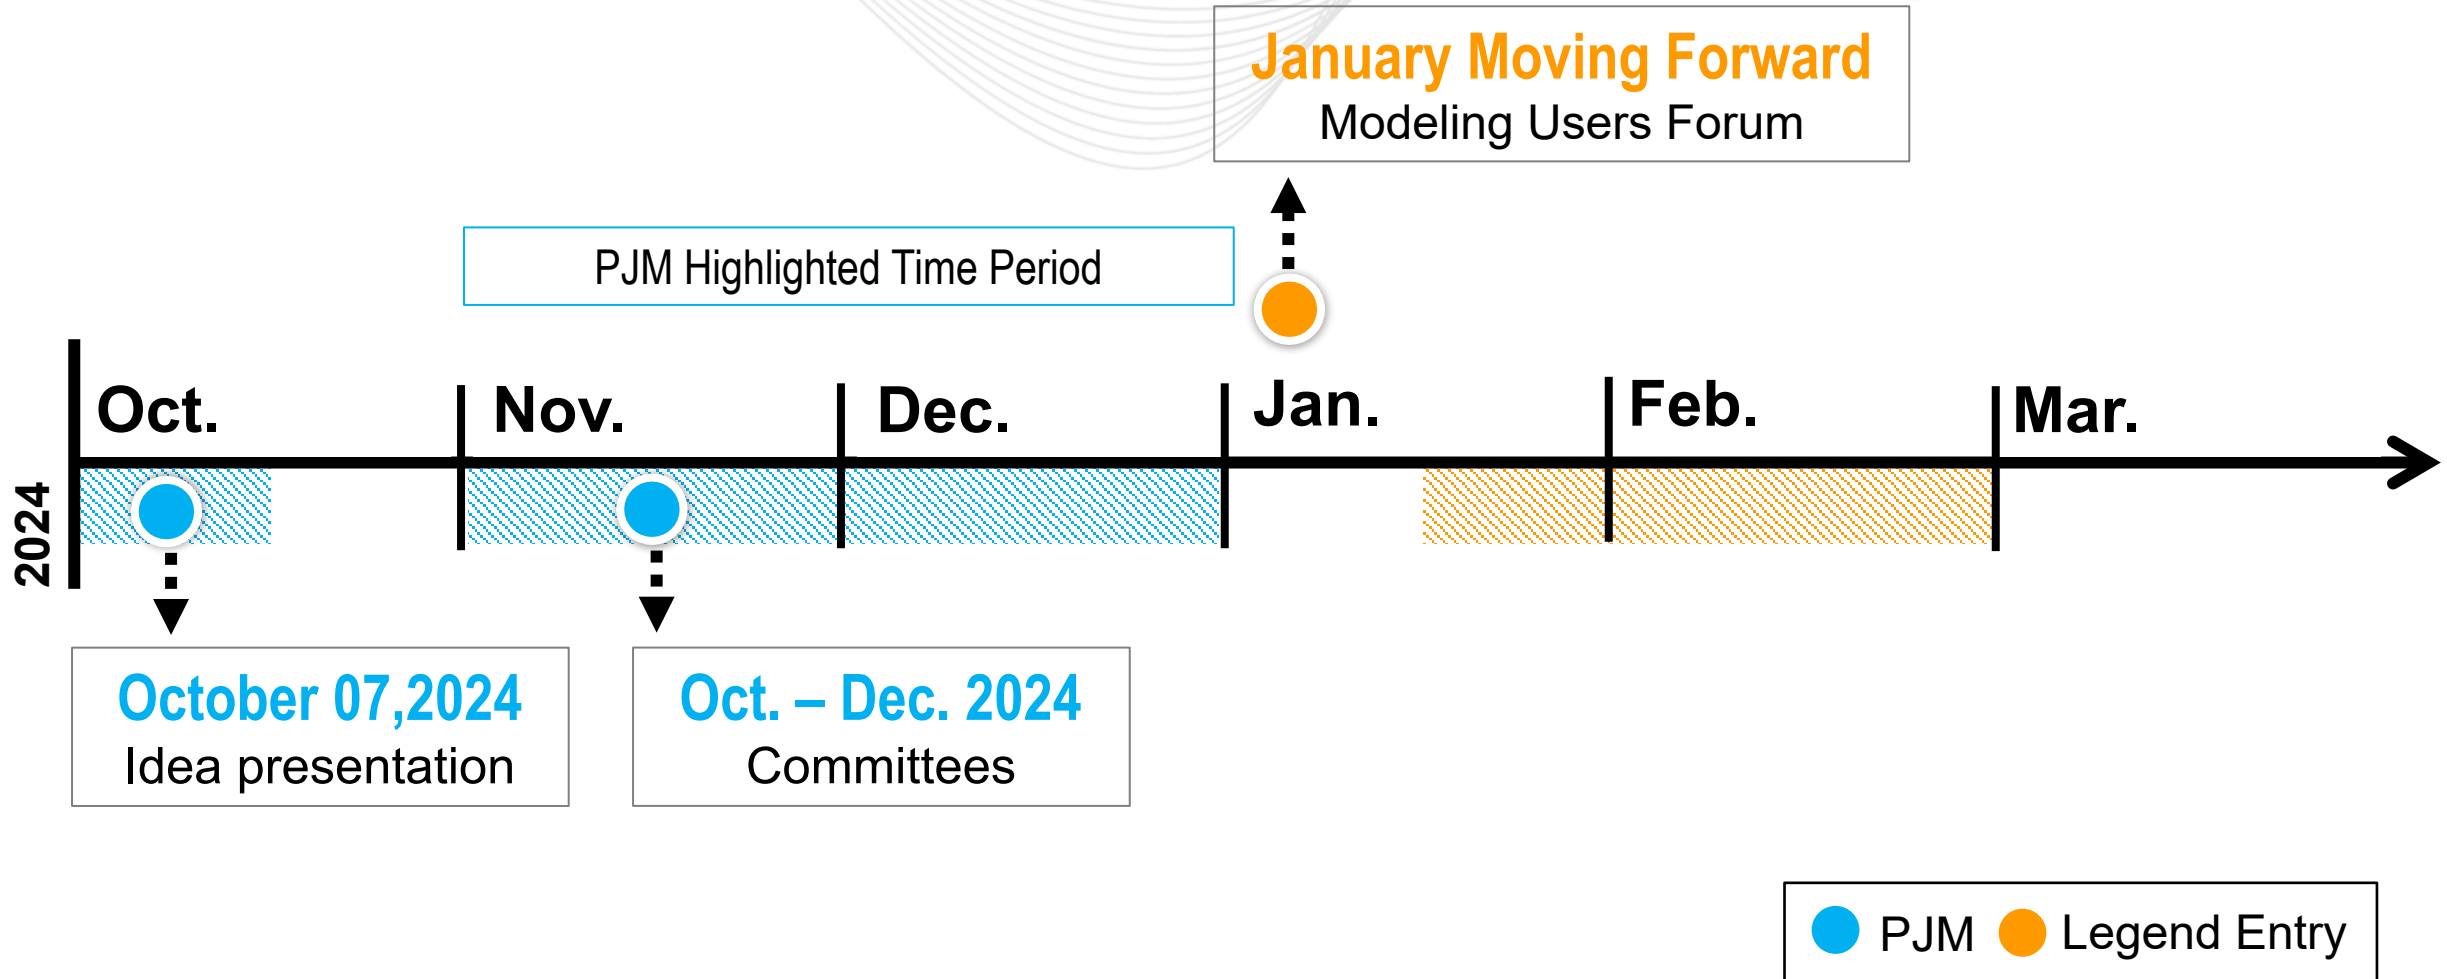 January Moving Forward
Modeling Users Forum
PJM Highlighted Time Period
Oct.
Nov.
Dec.
Jan.
Feb.
Mar.
2024
October 07,2024
Idea presentation
Oct. – Dec. 2024
Committees
PJM
Legend Entry